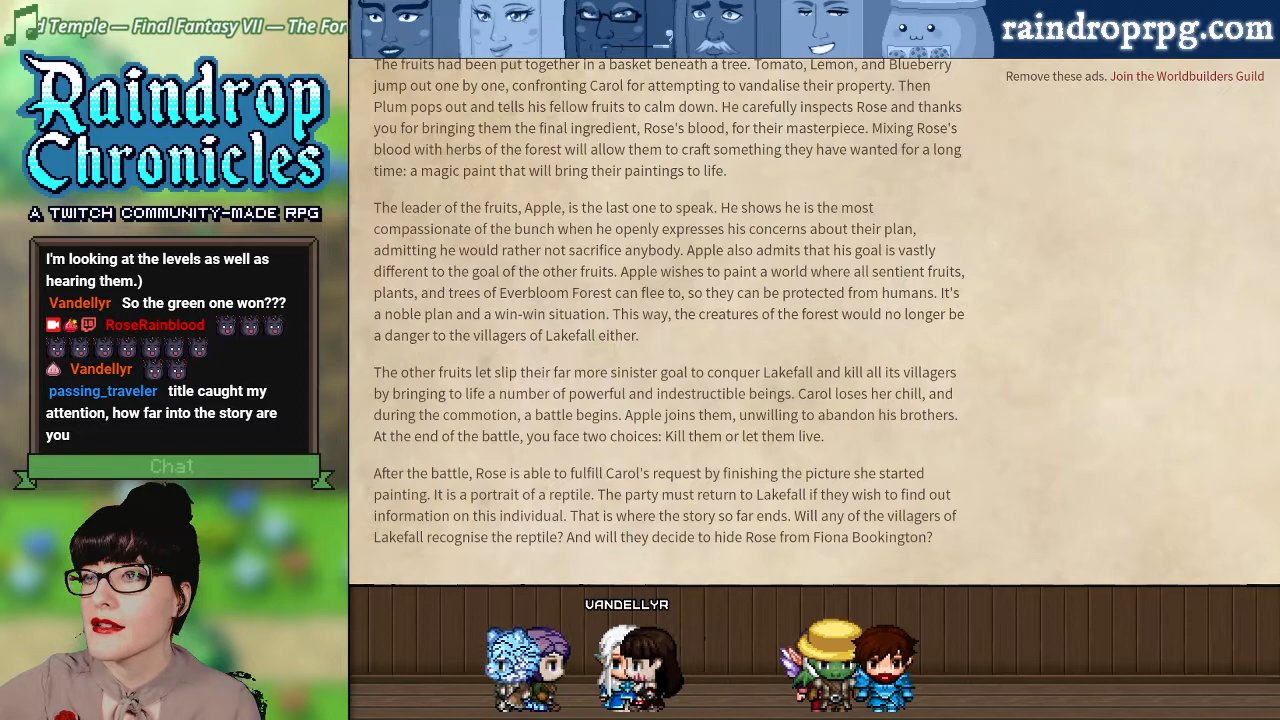 d Temple — Final Fantasy VII — The For
Raindrop
Chronicles
A TWITCH COMMUNITY-MADE RPG
I'm looking at the levels as well as
hearing them.)
Vandellyr So the green one won???
RoseRainblood
Vandellyr
passing_traveler title caught my
attention, how far into the story are
you
Chat
raindroprpg.com
Remove these ads. Join the Worldbuilders Guild
The fruits had been put together in a basket beneath a tree. Tomato, Lemon, and Blueberry
jump out one by one, confronting Carol for attempting to vandalise their property. Then
Plum pops out and tells his fellow fruits to calm down. He carefully inspects Rose and thanks
you for bringing them the final ingredient, Rose's blood, for their masterpiece. Mixing Rose's
blood with herbs of the forest will allow them to craft something they have wanted for a long
time: a magic paint that will bring their paintings to life.
The leader of the fruits, Apple, is the last one to speak. He shows he is the most
compassionate of the bunch when he openly expresses his concerns about their plan,
admitting he would rather not sacrifice anybody. Apple also admits that his goal is vastly
different to the goal of the other fruits. Apple wishes to paint a world where all sentient fruits,
plants, and trees of Everbloom Forest can flee to, so they can be protected from humans. It's
a noble plan and a win-win situation. This way, the creatures of the forest would no longer be
a danger to the villagers of Lakefall either.
The other fruits let slip their far more sinister goal to conquer Lakefall and kill all its villagers
by bringing to life a number of powerful and indestructible beings. Carol loses her chill, and
during the commotion, a battle begins. Apple joins them, unwilling to abandon his brothers.
At the end of the battle, you face two choices: Kill them or let them live.
After the battle, Rose is able to fulfill Carol's request by finishing the picture she started
painting. It is a portrait of a reptile. The party must return to Lakefall if they wish to find out
information on this individual. That is where the story so far ends. Will any of the villagers of
Lakefall recognise the reptile? And will they decide to hide Rose from Fiona Bookington?
VANDELLYR